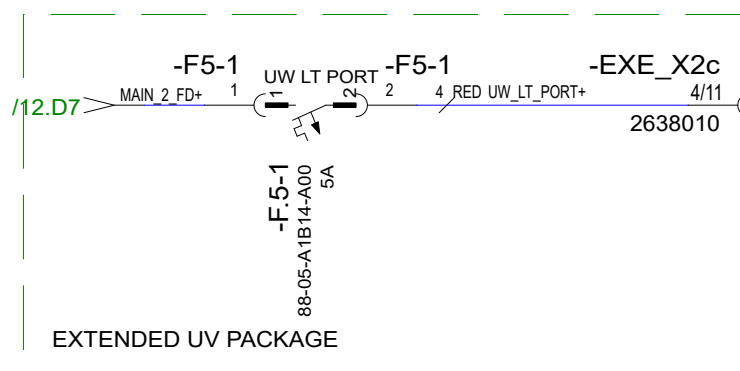 -F5-1
UW LT PORT
-F5-1
-EXE_X2c
/12.D7
MAIN_2_FD+
1
1
2
2
4
RED
UW_LT_PORT+
4/11
2638010
-F.5-1
88-05-A1B14-A00
5A
EXTENDED UV PACKAGE